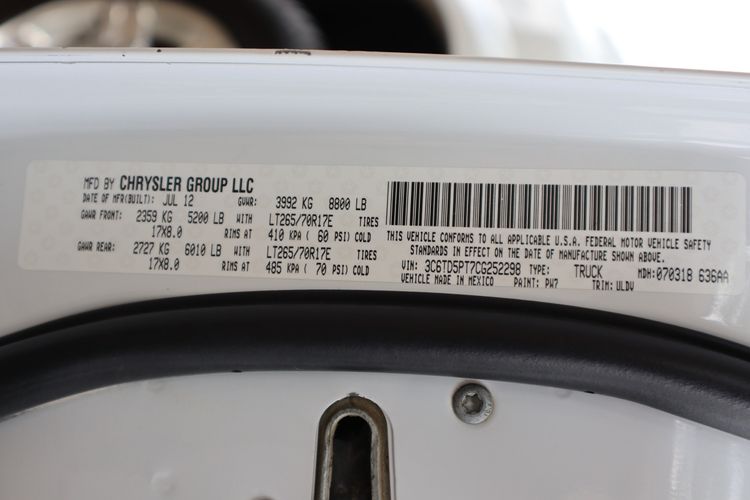 MFD BY CHRYSLER GROUP LLC
DATE OF MFR(BUILT): JUL 12 GVWR: 3992 KG 8800 LB
GAWR FRONT: 2359 KG 5200 LB WITH LT265/70R17E TIRES
17X8.0 RIMS AT 410 KPA ( 60 PSI) COLD
GAWR REAR: 2727 KG 6010 LB WITH LT265/70R17E TIRES
17X8.0 RIMS AT 485 KPA ( 70 PSI) COLD
THIS VEHICLE CONFORMS TO ALL APPLICABLE U.S.A. FEDERAL MOTOR VEHICLE SAFETY
STANDARDS IN EFFECT ON THE DATE OF MANUFACTURE SHOWN ABOVE.
VIN: 3C6TD5PT7CG252298 TYPE: TRUCK MDH: 070318 636AA
VEHICLE MADE IN MEXICO PAINT: PW7 TRIM: ULDV